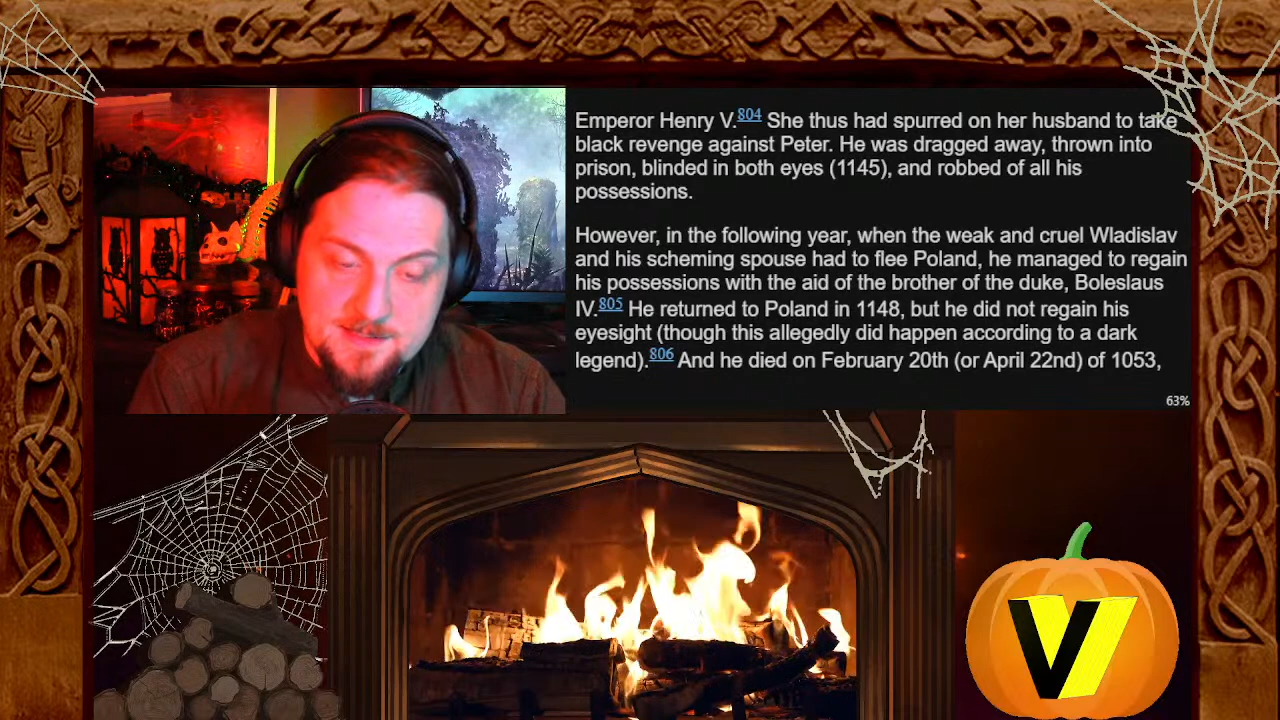 Emperor Henry V.804 She thus had spurred on her husband to take
black revenge against Peter. He was dragged away, thrown into
prison, blinded in both eyes (1145), and robbed of all his
possessions.
However, in the following year, when the weak and cruel Wladislav
and his scheming spouse had to flee Poland, he managed to regain
his possessions with the aid of the brother of the duke, Boleslaus
IV.805 He returned to Poland in 1148, but he did not regain his
eyesight (though this allegedly did happen according to a dark
legend).806 And he died on February 20th (or April 22nd) of 1053,
63%
V